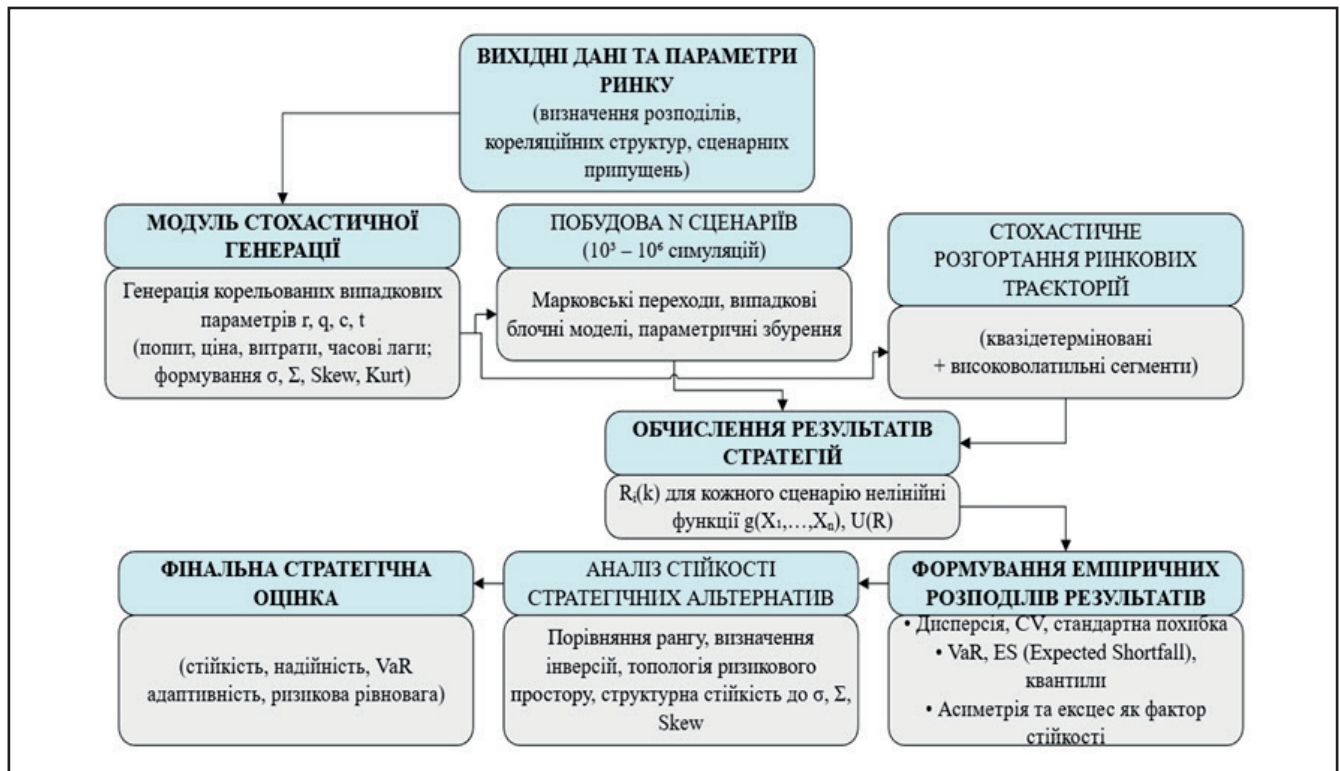 ВИХІДНІ ДАНІ ТА ПАРАМЕТРИ
РИНКУ
(визначення розподілів,
кореляційних структур, сценарних
припущень)
МОДУЛЬ СТОХАСТИЧНОЇ
ГЕНЕРАЦІЇ
Генерація корельованих випадкових
параметрів r, q, c, t
(попит, ціна, витрати, часові лаги;
формування σ, Σ, Skew, Kurt)
ПОБУДОВА N СЦЕНАРІЇВ
(10³ – 10⁶ симуляцій)
Марковські переходи, випадкові
блочні моделі, параметричні збурення
СТОХАСТИЧНЕ
РОЗГОРТАННЯ РИНКОВИХ
ТРАЄКТОРІЙ
(квазідетерміновані
+ високоволатильні сегменти)
ОБЧИСЛЕННЯ РЕЗУЛЬТАТІВ
СТРАТЕГІЙ
Rᵢ(k) для кожного сценарію нелінійні
функції g(X₁,…,Xₙ), U(R)
ФІНАЛЬНА СТРАТЕГІЧНА
ОЦІНКА
(стійкість, надійність, VaR
адаптивність, ризикова рівновага)
АНАЛІЗ СТІЙКОСТІ
СТРАТЕГІЧНИХ АЛЬТЕРНАТИВ
Порівняння рангу, визначення
інверсій, топологія ризикового
простору, структурна стійкість до σ, Σ,
Skew
ФОРМУВАННЯ ЕМПІРИЧНИХ
РОЗПОДІЛІВ РЕЗУЛЬТАТІВ
• Дисперсія, CV, стандартна похибка
• VaR, ES (Expected Shortfall),
квантили
• Асиметрія та ексцес як фактор
стійкості